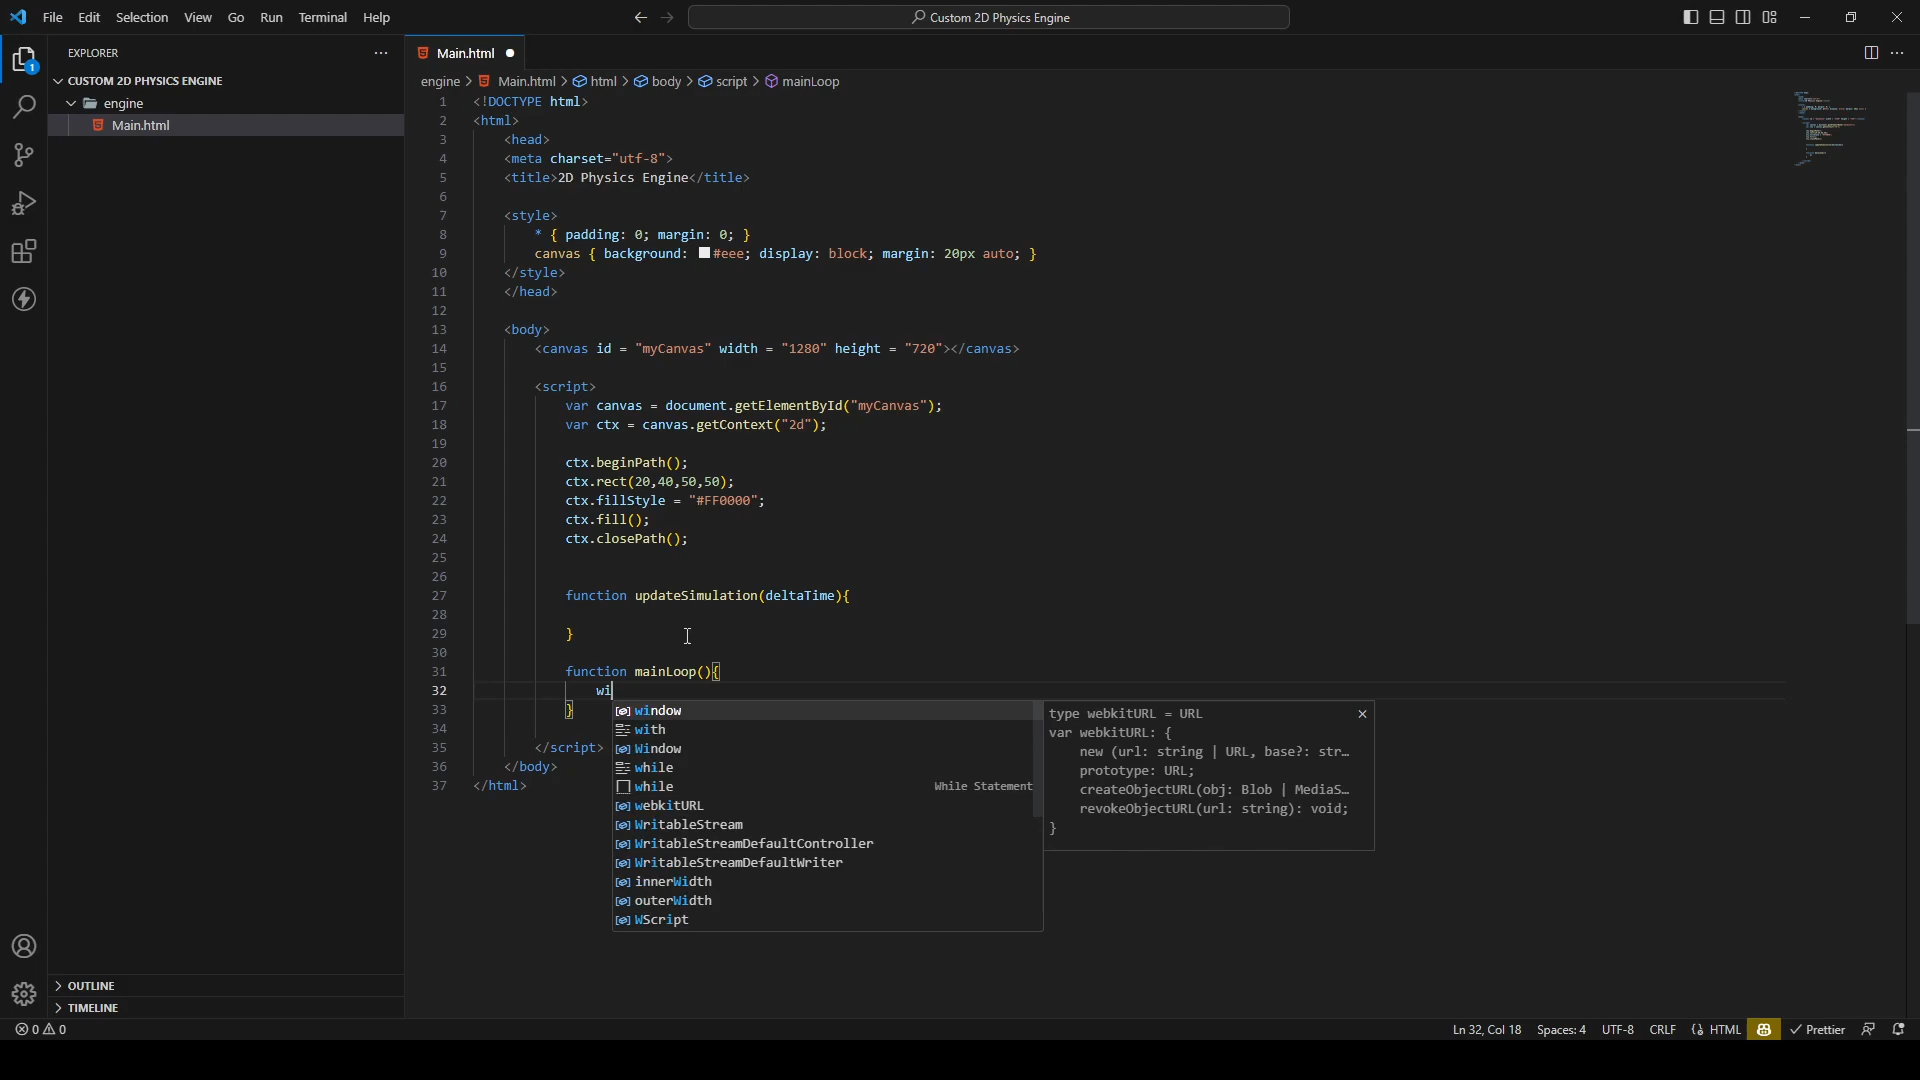 File Edit Selection View Go Run Terminal Help
Custom 2D Physics Engine
EXPLORER
CUSTOM 2D PHYSICS ENGINE
engine
Main.html
1
OUTLINE
TIMELINE
Main.html
engine > Main.html > html > body > script > mainLoop
1 <!DOCTYPE html>
2 <html>
3 <head>
4 <meta charset="utf-8">
5 <title>2D Physics Engine</title>
6
7 <style>
8 * { padding: 0; margin: 0; }
9 canvas { background: #eee; display: block; margin: 20px auto; }
10 </style>
11 </head>
12
13 <body>
14 <canvas id = "myCanvas" width = "1280" height = "720"></canvas>
15
16 <script>
17 var canvas = document.getElementById("myCanvas");
18 var ctx = canvas.getContext("2d");
19
20 ctx.beginPath();
21 ctx.rect(20,40,50,50);
22 ctx.fillStyle = "#FF0000";
23 ctx.fill();
24 ctx.closePath();
25
26
27 function updateSimulation(deltaTime){
28
29 }
30
31 function mainLoop(){
32 wi
33 }
34
35 </script>
36 </body>
37 </html>
window
with
Window
while
while While Statement
webkitURL
WritableStream
WritableStreamDefaultController
WritableStreamDefaultWriter
innerWidth
outerWidth
WScript
type webkitURL = URL
var webkitURL: {
new (url: string | URL, base?: str…
prototype: URL;
createObjectURL(obj: Blob | MediaS…
revokeObjectURL(url: string): void;
}
0 0
Ln 32, Col 18 Spaces: 4 UTF-8 CRLF HTML Prettier